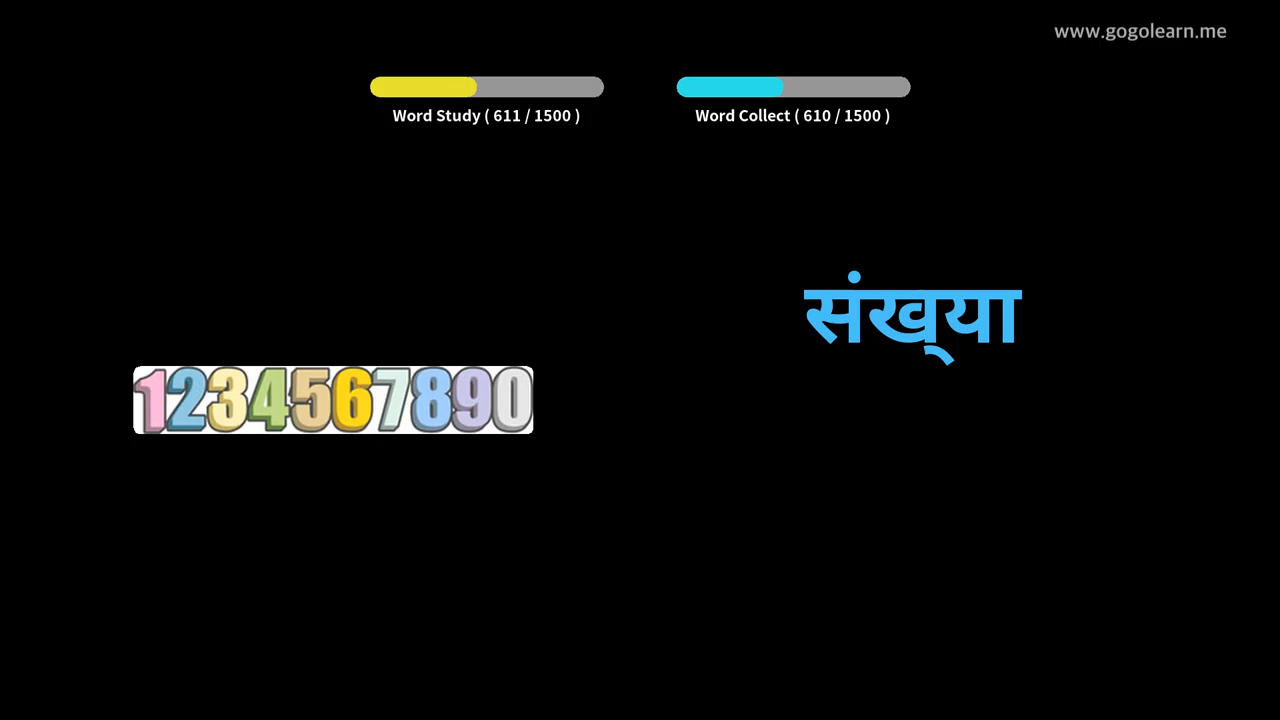 www.gogolearn.me
Word Study ( 611 / 1500 )
Word Collect ( 610 / 1500 )
संख्‌या
1234567890